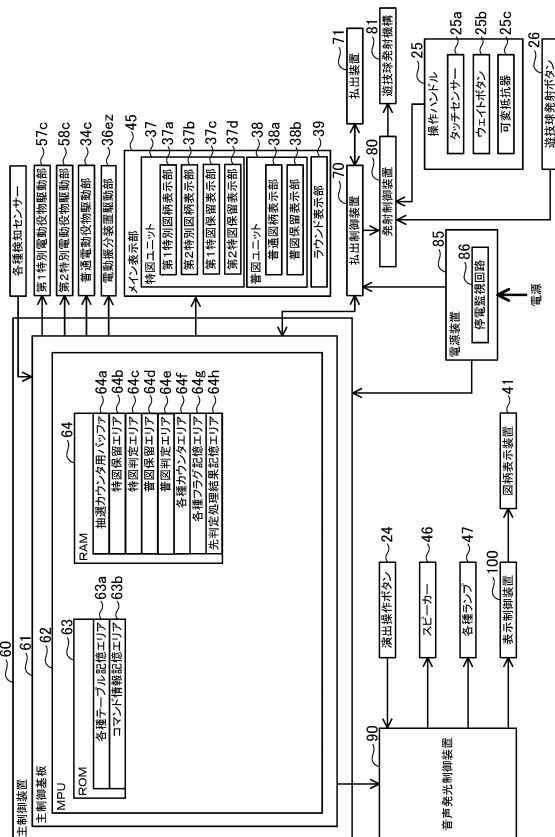 主制御装置
60
主制御基板
61
MPU
62
ROM
63
各種テーブル記憶エリア
63a
コマンド情報記憶エリア
63b
RAM
64
抽選カウンタ用バッファ
64a
特図保留エリア
64b
特図判定エリア
64c
普図保留エリア
64d
普図判定エリア
64e
各種カウンタエリア
64f
各種フラグ記憶エリア
64g
先判定処理結果記憶エリア
64h
各種検知センサー
第1特別電動役物駆動部
57c
第2特別電動役物駆動部
58c
普通電動役物駆動部
34c
電動振分装置駆動部
36ez
メイン表示部
45
特図ユニット
37
第1特別図柄表示部
37a
第2特別図柄表示部
37b
第1特図保留表示部
37c
第2特図保留表示部
37d
普図ユニット
38
普通図柄表示部
38a
普図保留表示部
38b
ラウンド表示部
39
払出制御装置
70
払出装置
71
発射制御装置
80
遊技球発射機構
81
操作ハンドル
25
タッチセンサー
25a
ウェイトボタン
25b
可変抵抗器
25c
遊技球発射ボタン
26
電源装置
85
停電監視回路
86
電源
音声発光制御装置
90
演出操作ボタン
24
スピーカー
46
各種ランプ
47
表示制御装置
100
図柄表示装置
41